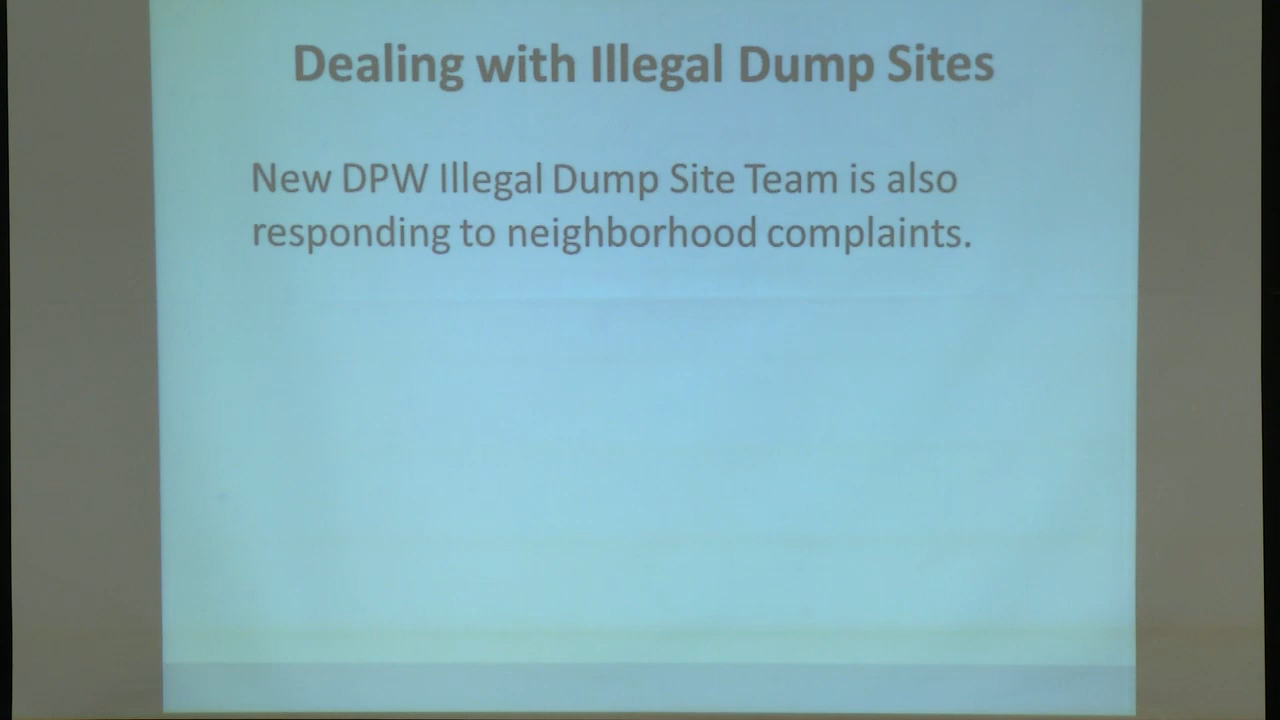 Dealing with Illegal Dump Sites
New DPW Illegal Dump Site Team is also
responding to neighborhood complaints.